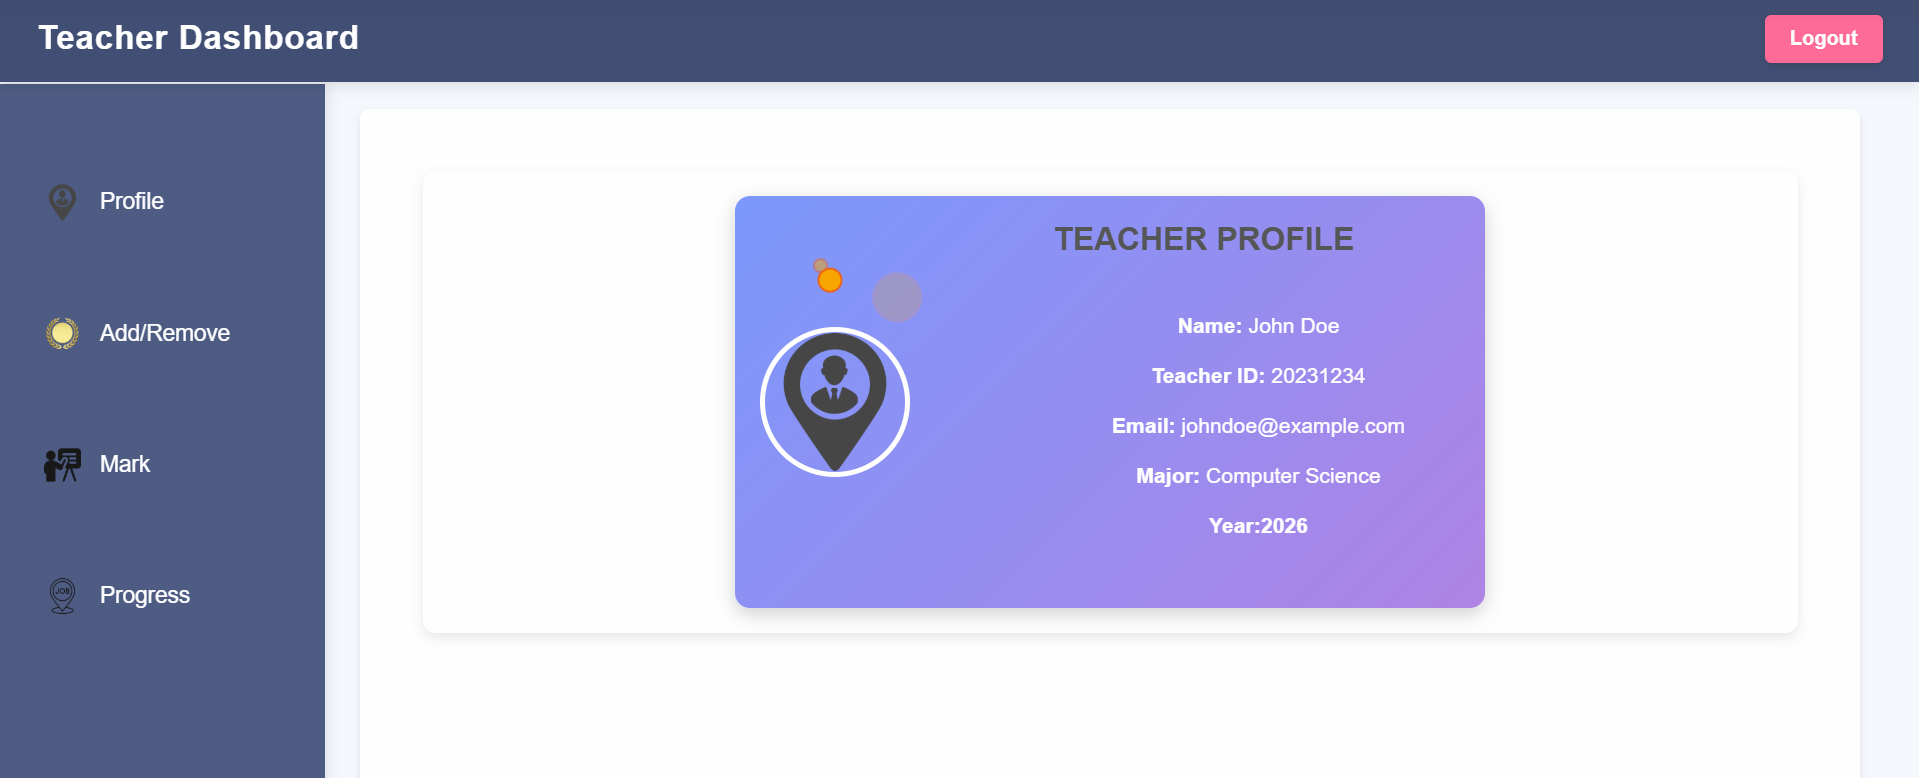 Teacher Dashboard
Logout
Profile
Add/Remove
Mark
JOB
Progress
TEACHER PROFILE
Name: John Doe
Teacher ID: 20231234
Email: johndoe@example.com
Major: Computer Science
Year:2026